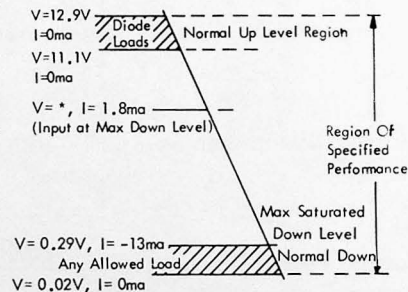 V=12.9V
I=0ma
Diode
Loads
Normal Up Level Region
V=11.1V
I=0ma
V= *, I= 1.8ma
(Input at Max Down Level)
Region Of
Specified
Performance
Max Saturated
Down Level
V= 0.29V, I= -13ma
Normal Down
Any Allowed Load
V= 0.02V, I= 0ma